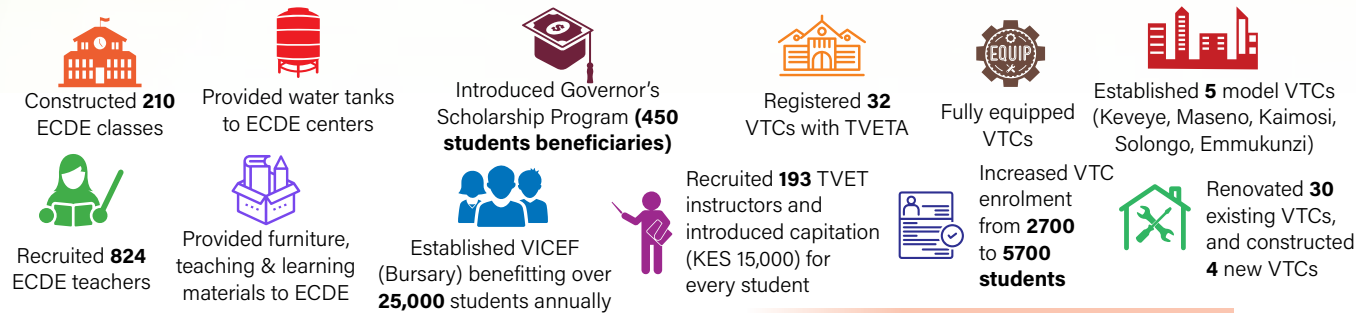 Constructed 210
ECDE classes
Provided water tanks
to ECDE centers
Introduced Governor's
Scholarship Program (450
students beneficiaries)
Registered 32
VTCs with TVETA
EQUIP
Fully equipped
VTCs
Established 5 model VTCs
(Keveye, Maseno, Kaimosi,
Solongo, Emmukunzi)
Recruited 824
ECDE teachers
Provided furniture,
teaching & learning
materials to ECDE
Established VICEF
(Bursary) benefitting over
25,000 students annually
Recruited 193 TVET
instructors and
introduced capitation
(KES 15,000) for
every student
Increased VTC
enrolment
from 2700
to 5700
students
Renovated 30
existing VTCs,
and constructed
4 new VTCs